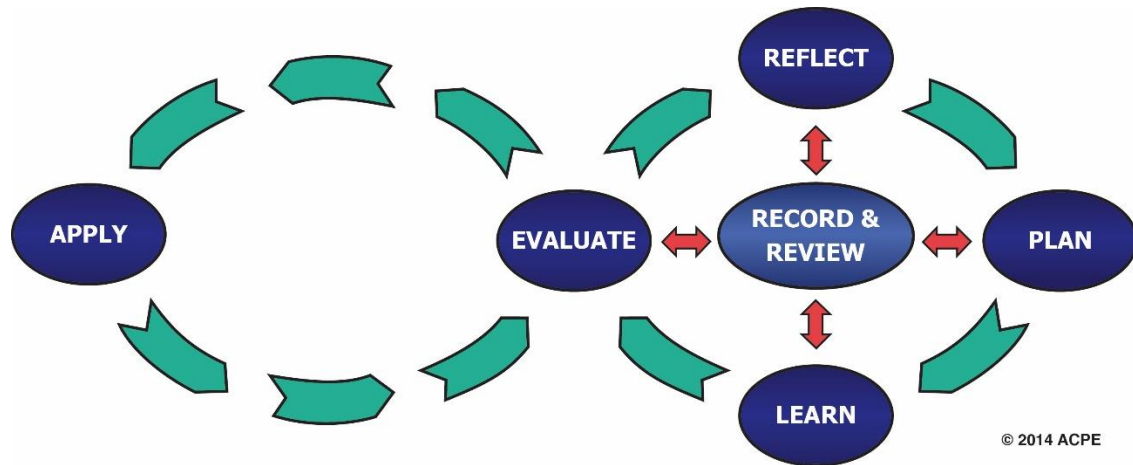 REFLECT
APPLY
EVALUATE
RECORD &
REVIEW
PLAN
LEARN
© 2014 ACPE